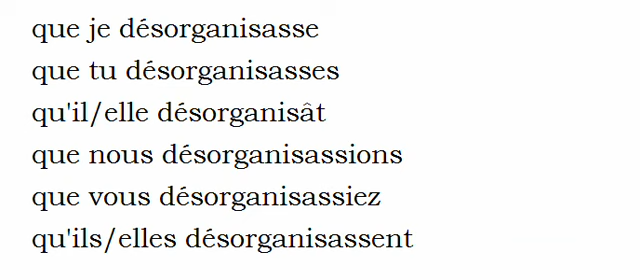 que je désorganisasse
que tu désorganisasses
qu'il/elle désorganisât
que nous désorganisassions
que vous désorganisassiez
qu'ils/elles désorganisassent